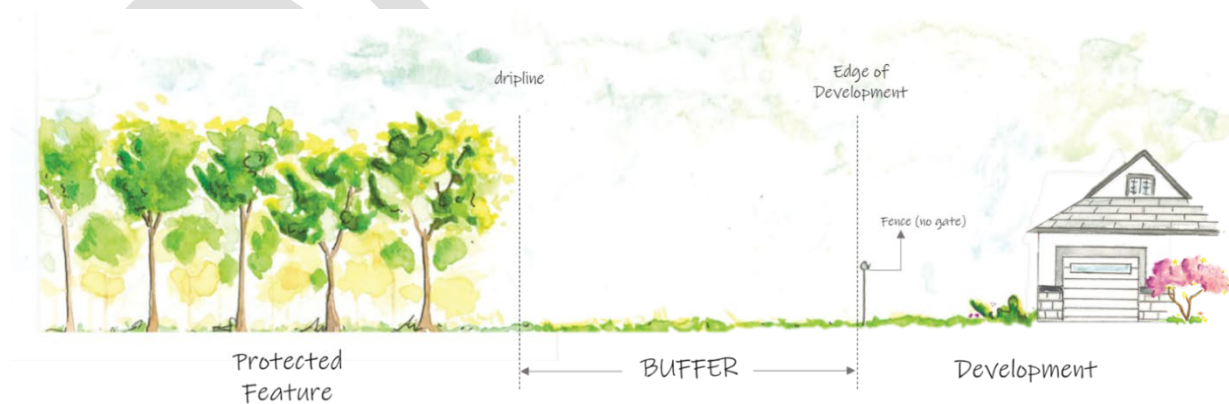 dripline
Edge of
Development
Fence (no gate)
Protected
Feature
BUFFER
Development